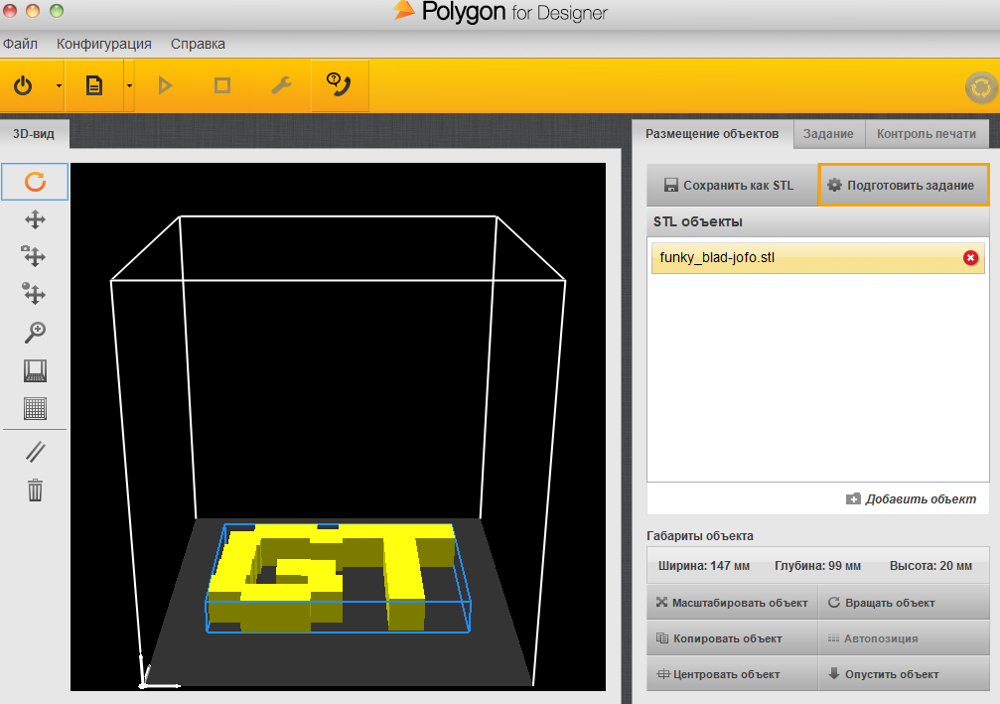 Polygon for Designer
Файл Конфигурация Справка
3D-вид
Размещение объектов Задание Контроль печати
Сохранить как STL Подготовить задание
STL объекты
funky_blad-jofo.stl
Добавить объект
Габариты объекта
Ширина: 147 мм Глубина: 99 мм Высота: 20 мм
Масштабировать объект Вращать объект
Копировать объект Автопозиция
Центровать объект Опустить объект
GT